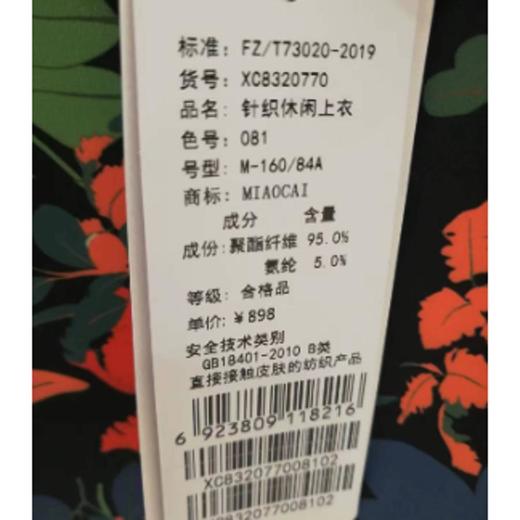 标准: FZ/T73020-2019
货号: XC8320770
品名: 针织休闲上衣
色号: 081
号型: M-160/84A
商标: MIAOCAI
成分 含量
成份: 聚酯纤维 95.0%
氨纶 5.0%
等级: 合格品
单价: ￥898
安全技术类别
GB18401-2010 B类
直接接触皮肤的纺织产品
6 923809 118216
XC832077008102
XC832077008102